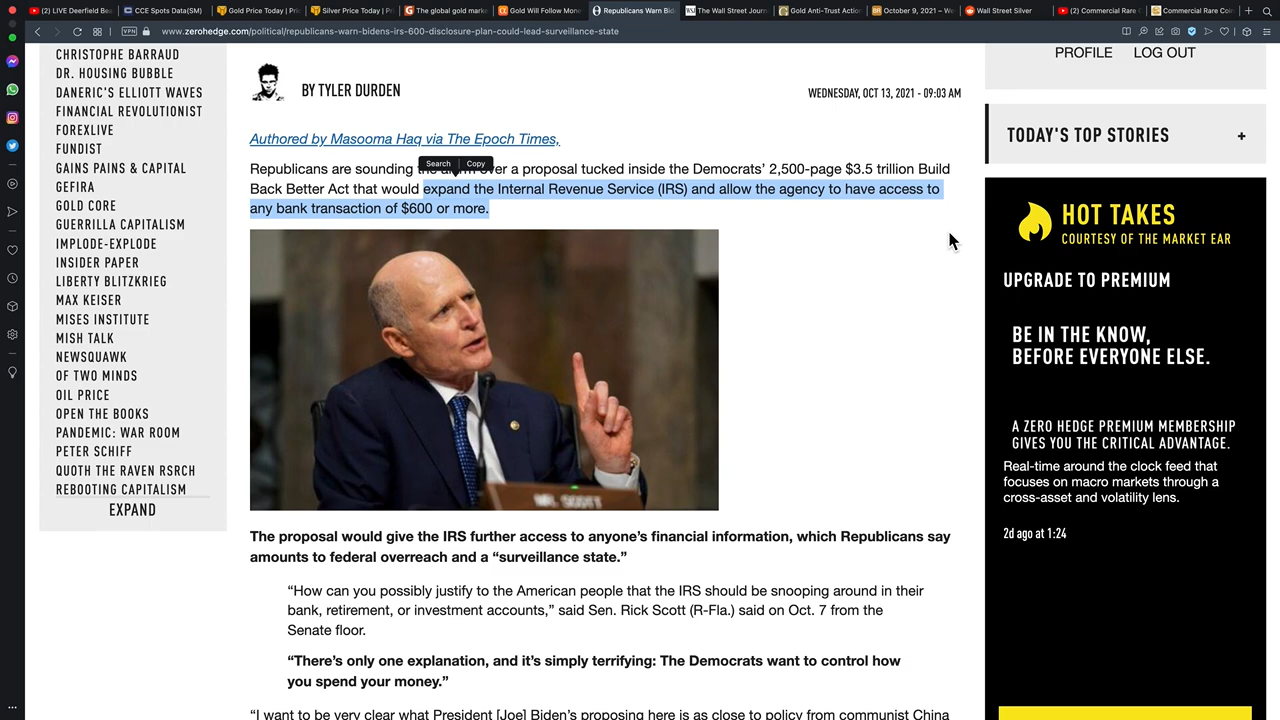 (2) LIVE Deerfield Bea
CCE Spots Data(SM)
Gold Price Today | Pric
Silver Price Today | Pr
The global gold marke
Gold Will Follow Mone
Republicans Warn Bid
The Wall Street Journ
Gold Anti-Trust Action
October 9, 2021 – We
Wall Street Silver
(2) Commercial Rare C
Commercial Rare Coin
VPN
www.zerohedge.com/political/republicans-warn-bidens-irs-600-disclosure-plan-could-lead-surveillance-state
CHRISTOPHE BARRAUD
DR. HOUSING BUBBLE
DANERIC'S ELLIOTT WAVES
FINANCIAL REVOLUTIONIST
FOREXLIVE
FUNDIST
GAINS PAINS & CAPITAL
GEFIRA
GOLD CORE
GUERRILLA CAPITALISM
IMPLODE-EXPLODE
INSIDER PAPER
LIBERTY BLITZKRIEG
MAX KEISER
MISES INSTITUTE
MISH TALK
NEWSQUAWK
OF TWO MINDS
OIL PRICE
OPEN THE BOOKS
PANDEMIC: WAR ROOM
PETER SCHIFF
QUOTH THE RAVEN RSRCH
REBOOTING CAPITALISM
EXPAND
BY TYLER DURDEN
WEDNESDAY, OCT 13, 2021 - 09:03 AM
Authored by Masooma Haq via The Epoch Times,
Search Copy
Republicans are sounding the alarm over a proposal tucked inside the Democrats’ 2,500-page $3.5 trillion Build
Back Better Act that would expand the Internal Revenue Service (IRS) and allow the agency to have access to
any bank transaction of $600 or more.
MR. SCOTT
The proposal would give the IRS further access to anyone’s financial information, which Republicans say
amounts to federal overreach and a “surveillance state.”
“How can you possibly justify to the American people that the IRS should be snooping around in their
bank, retirement, or investment accounts,” said Sen. Rick Scott (R-Fla.) said on Oct. 7 from the
Senate floor.
“There’s only one explanation, and it’s simply terrifying: The Democrats want to control how
you spend your money.”
“I want to be very clear what President [Joe] Biden’s proposing here is as close to policy from communist China
PROFILE LOG OUT
TODAY'S TOP STORIES +
HOT TAKES
COURTESY OF THE MARKET EAR
UPGRADE TO PREMIUM
BE IN THE KNOW,
BEFORE EVERYONE ELSE.
A ZERO HEDGE PREMIUM MEMBERSHIP
GIVES YOU THE CRITICAL ADVANTAGE.
Real-time around the clock feed that
focuses on macro markets through a
cross-asset and volatility lens.
2d ago at 1:24